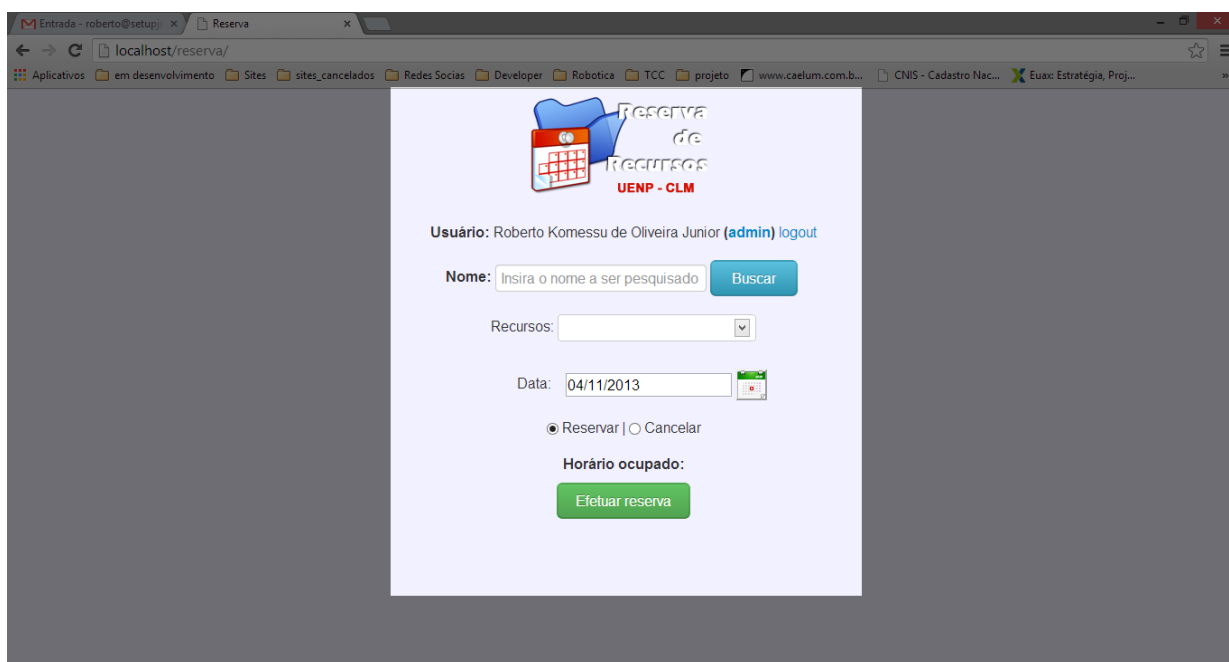 Entrada - roberto@setupjr
Reserva
localhost/reserva/
Aplicativos em desenvolvimento Sites sites_cancelados Redes Socias Developer Robotica TCC projeto www.caelum.com.b... CNIS - Cadastro Nac... Euax: Estratégia, Proj... »
Reserva
de
Recursos
UENP - CLM
Usuário: Roberto Komessu de Oliveira Junior (admin) logout
Nome: Insira o nome a ser pesquisado Buscar
Recursos:
Data: 04/11/2013
Reservar | Cancelar
Horário ocupado:
Efetuar reserva